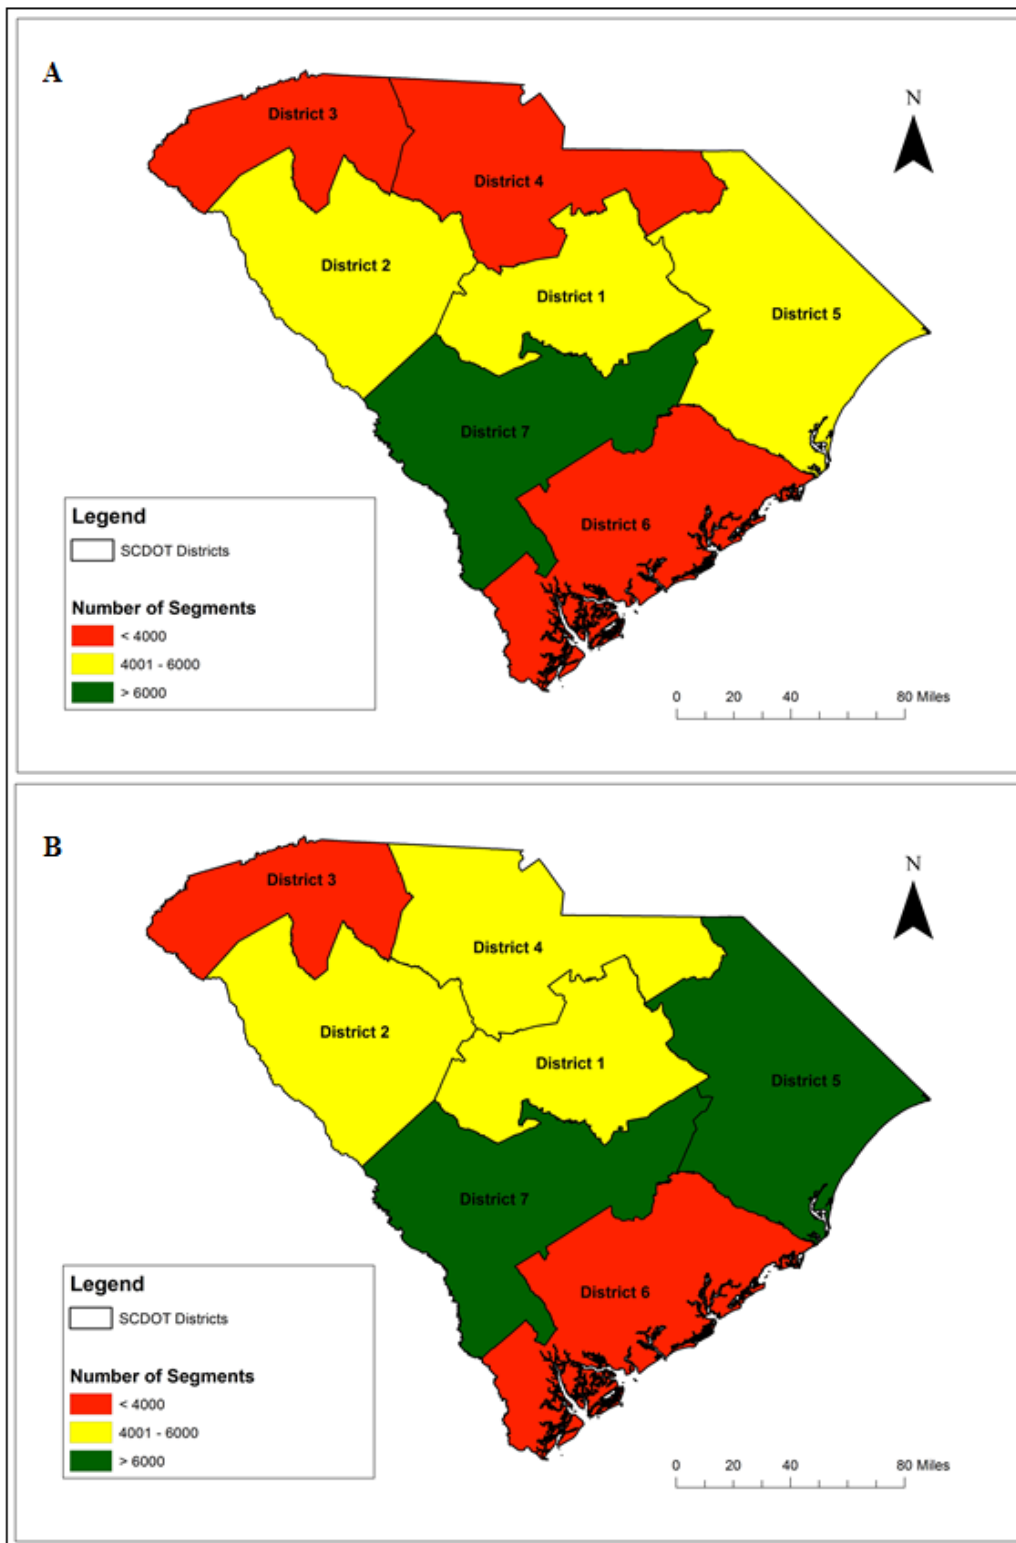 A
N
District 3
District 4
District 2
District 1
District 5
District 7
District 6
Legend
SCDOT Districts
Number of Segments
< 4000
4001 - 6000
> 6000
0 20 40 80 Miles
B
N
District 3
District 4
District 2
District 1
District 5
District 7
District 6
Legend
SCDOT Districts
Number of Segments
< 4000
4001 - 6000
> 6000
0 20 40 80 Miles